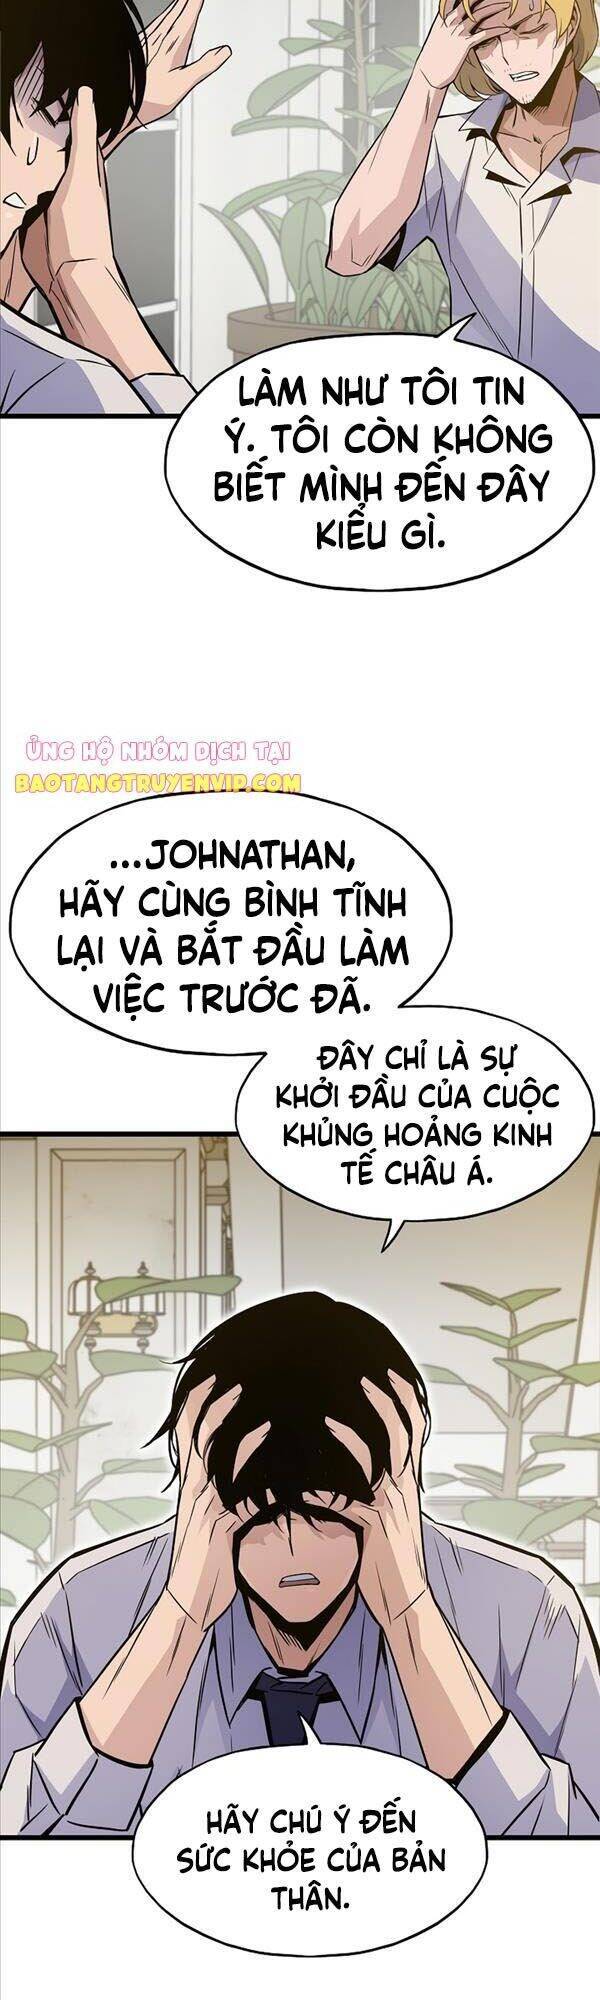 LÀM NHƯ TÔI TIN
Ý. TÔI CÒN KHÔNG
BIẾT MÌNH ĐẾN ĐÂY
KIỂU GÌ.
ỦNG HỘ NHÓM DỊCH TẠI
BAOTANGTRUYENVIP.COM
...JOHNATHAN,
HÃY CÙNG BÌNH TĨNH
LẠI VÀ BẮT ĐẦU LÀM
VIỆC TRƯỚC ĐÃ.
ĐÂY CHỈ LÀ SỰ
KHỞI ĐẦU CỦA CUỘC
KHỦNG HOẢNG KINH
TẾ CHÂU Á.
HÃY CHÚ Ý ĐẾN
SỨC KHỎE CỦA BẢN
THÂN.